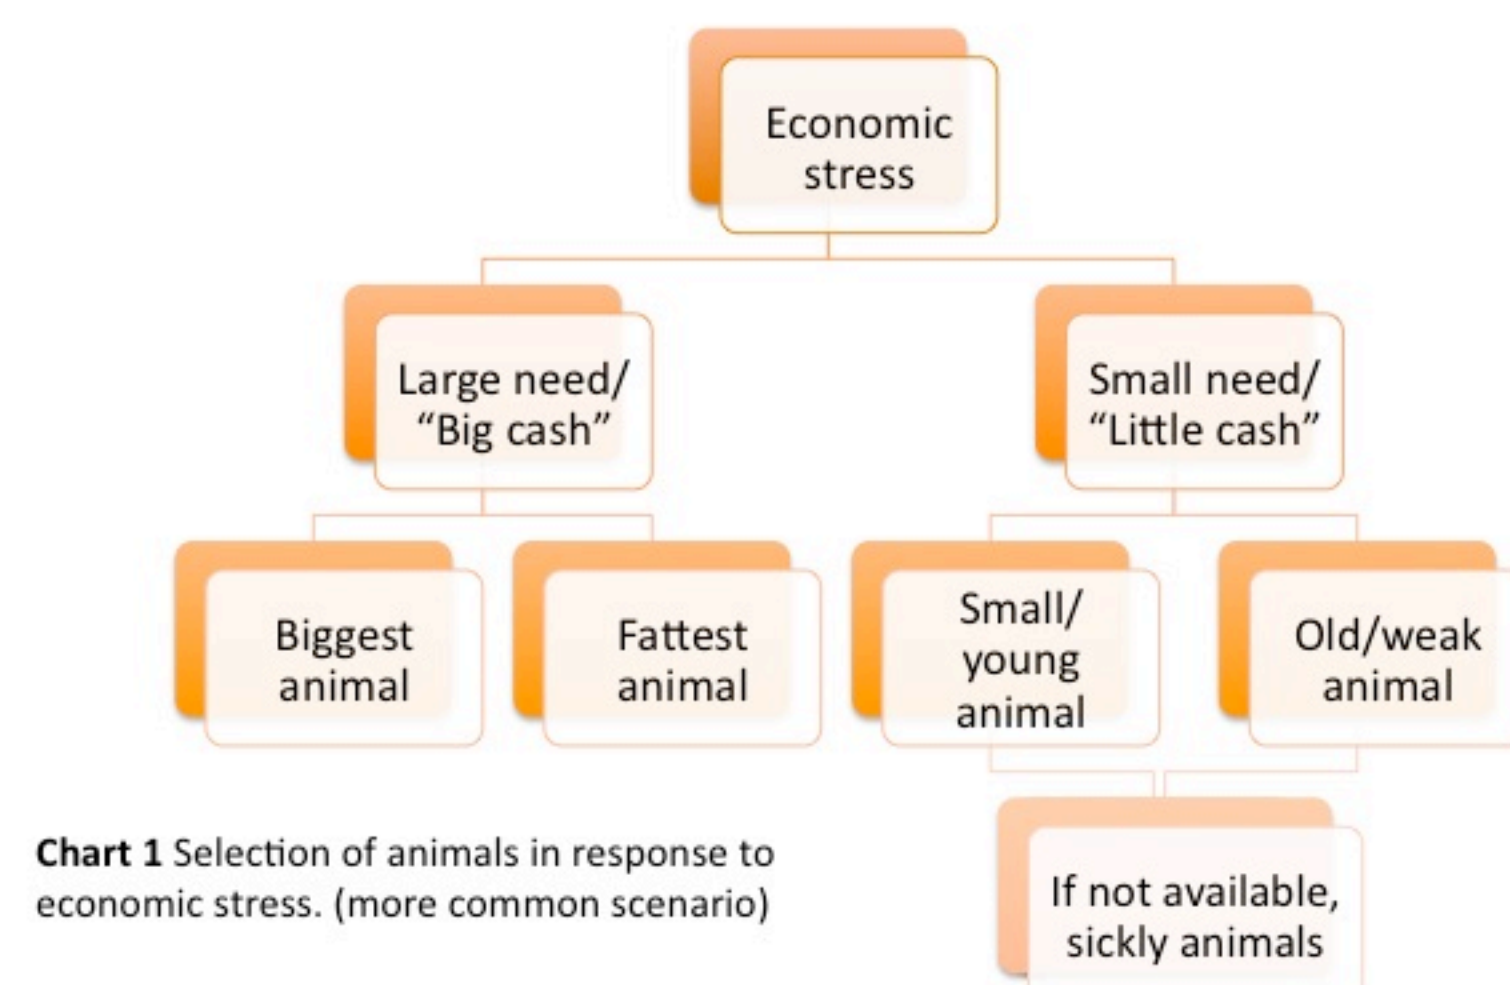 Economic
stress
Large need/
“Big cash”
Small need/
“Little cash”
Biggest
animal
Fattest
animal
Small/
young
animal
Old/weak
animal
If not available,
sickly animals
Chart 1 Selection of animals in response to
economic stress. (more common scenario)